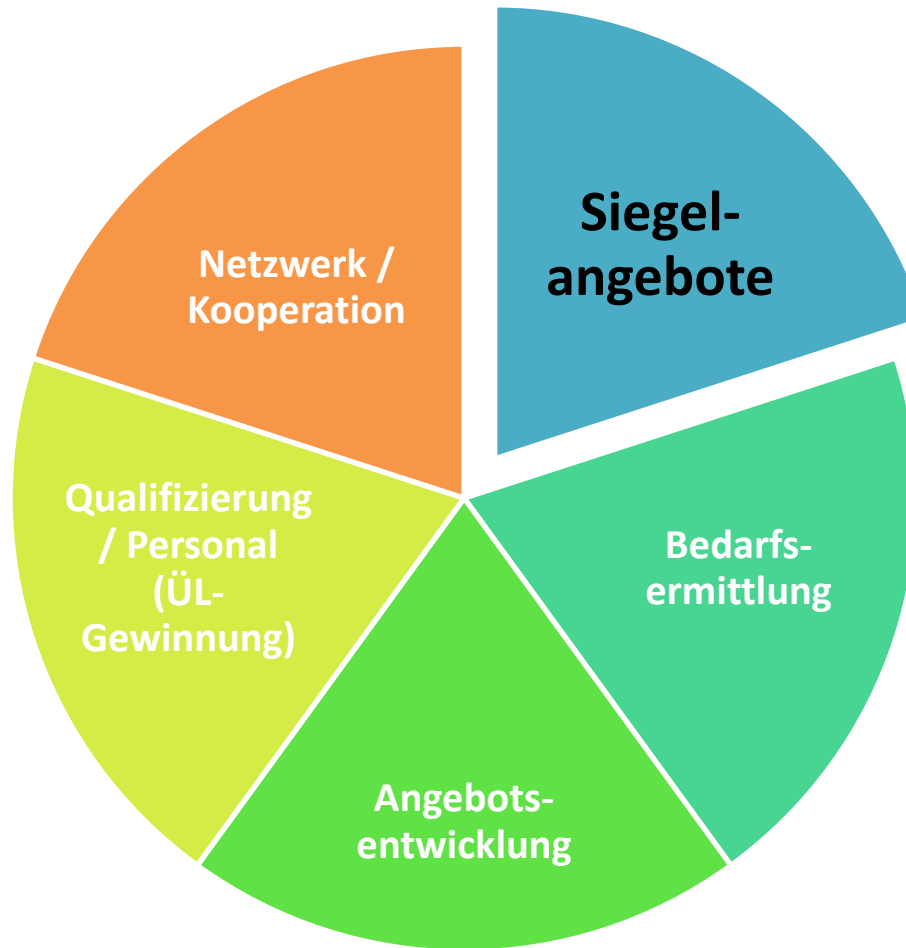 Siegel-
angebote
Netzwerk /
Kooperation
Qualifizierung
/ Personal
(ÜL-
Gewinnung)
Bedarfs-
ermittlung
Angebots-
entwicklung